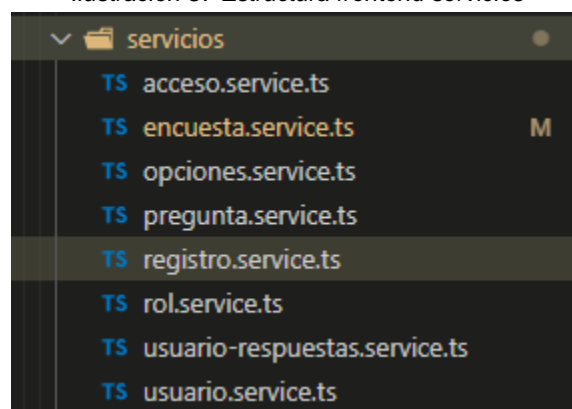 servicios
TS acceso.service.ts
TS encuesta.service.ts M
TS opciones.service.ts
TS pregunta.service.ts
TS registro.service.ts
TS rol.service.ts
TS usuario-respuestas.service.ts
TS usuario.service.ts